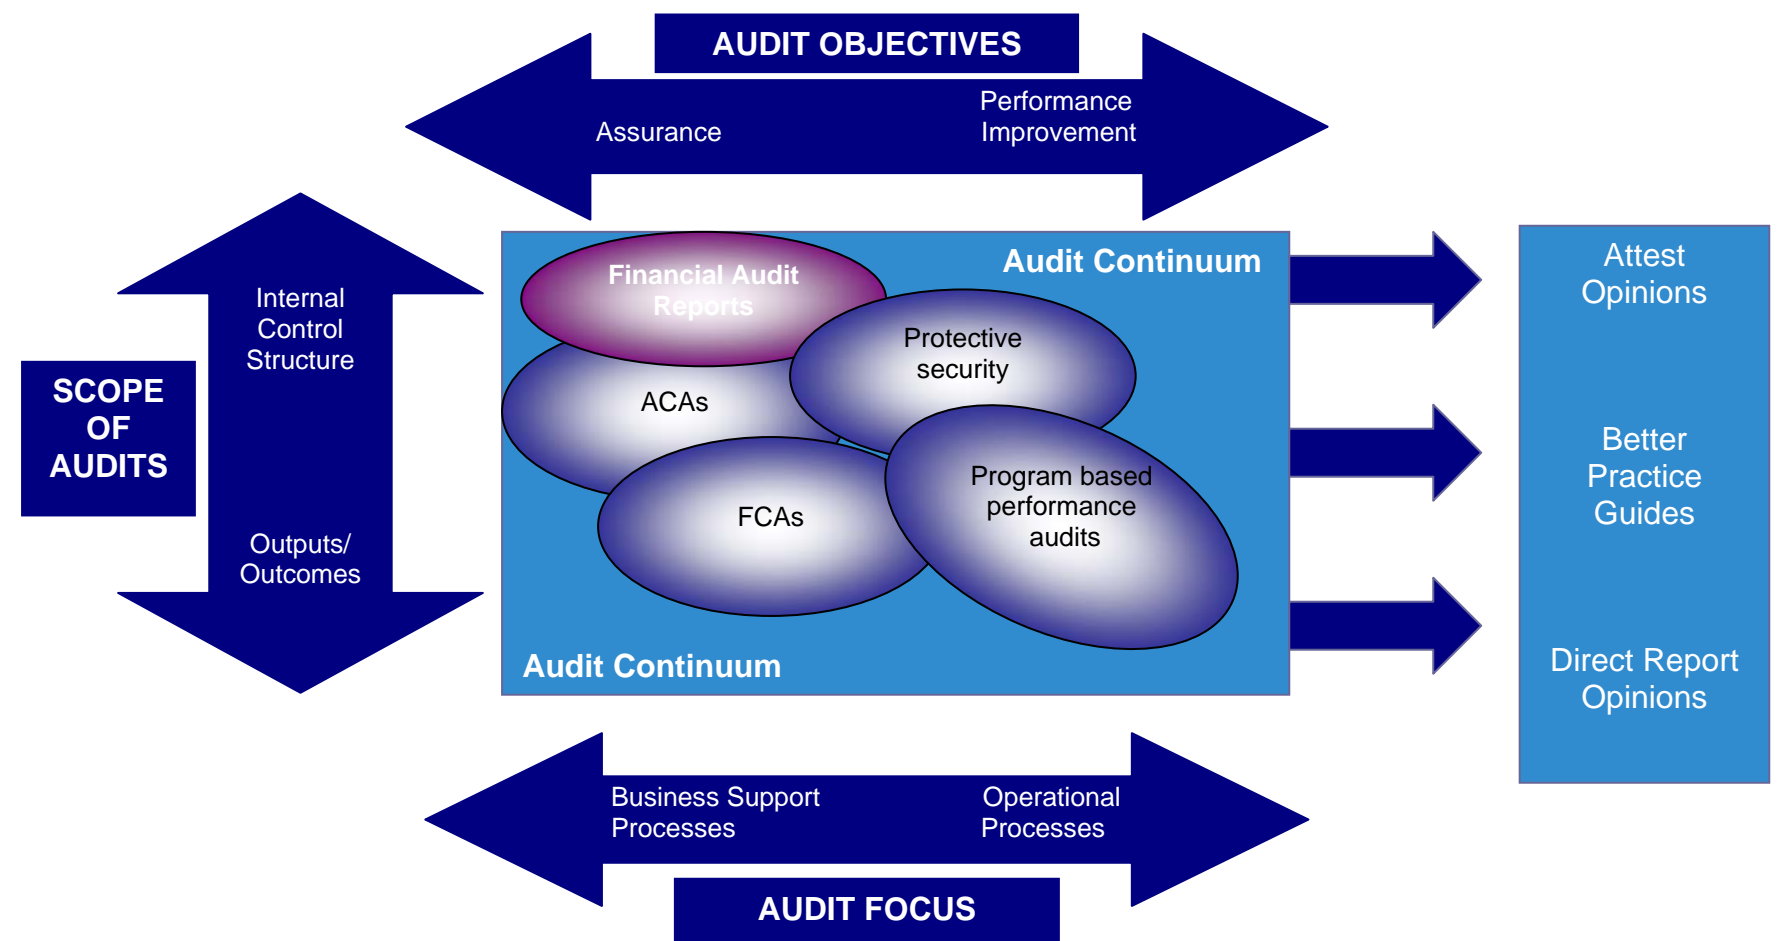 AUDIT OBJECTIVES
Assurance
Performance
Improvement
SCOPE
OF
AUDITS
Internal
Control
Structure
Outputs/
Outcomes
Audit Continuum
Financial Audit
Reports
Protective
security
ACAs
FCAs
Program based
performance
audits
Audit Continuum
Attest
Opinions
Better
Practice
Guides
Direct Report
Opinions
Business Support
Processes
Operational
Processes
AUDIT FOCUS